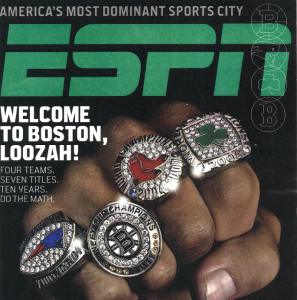 AMERICA'S MOST DOMINANT SPORTS CITY
ESPN
WELCOME
TO BOSTON,
LOOZAH!
FOUR TEAMS.
SEVEN TITLES.
TEN YEARS.
DO THE MATH.
CHAMPIONS
B